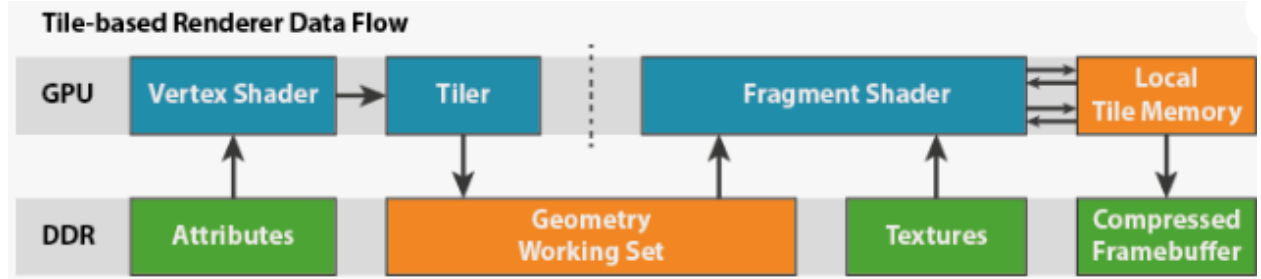 Tile-based Renderer Data Flow
GPU
Vertex Shader
Tiler
Fragment Shader
Local
Tile Memory
DDR
Attributes
Geometry
Working Set
Textures
Compressed
Framebuffer